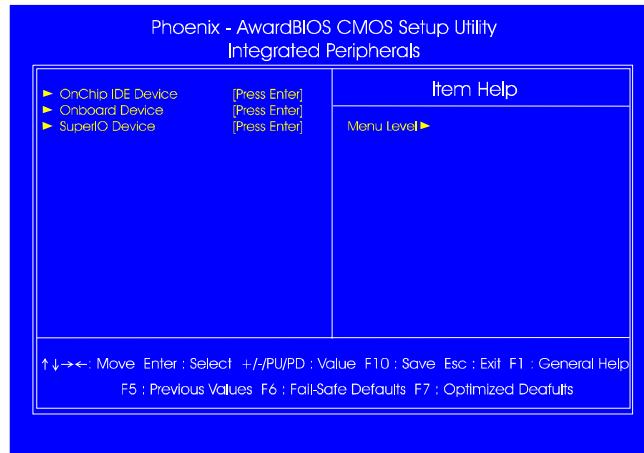 Phoenix - AwardBIOS CMOS Setup Utility
Integrated Peripherals
► OnChip IDE Device [Press Enter]
► Onboard Device [Press Enter]
► SuperIO Device [Press Enter]
Item Help
Menu Level ►
↑↓→←: Move Enter : Select +/-/PU/PD : Value F10 : Save Esc : Exit F1 : General Help
F5 : Previous Values F6 : Fail-Safe Defaults F7 : Optimized Deafults